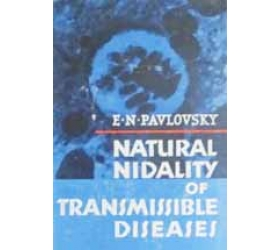 E·N·PAVLOVSKY
NATURAL
NIDALITY
OF
TRANSMISSIBLE
DISEASES